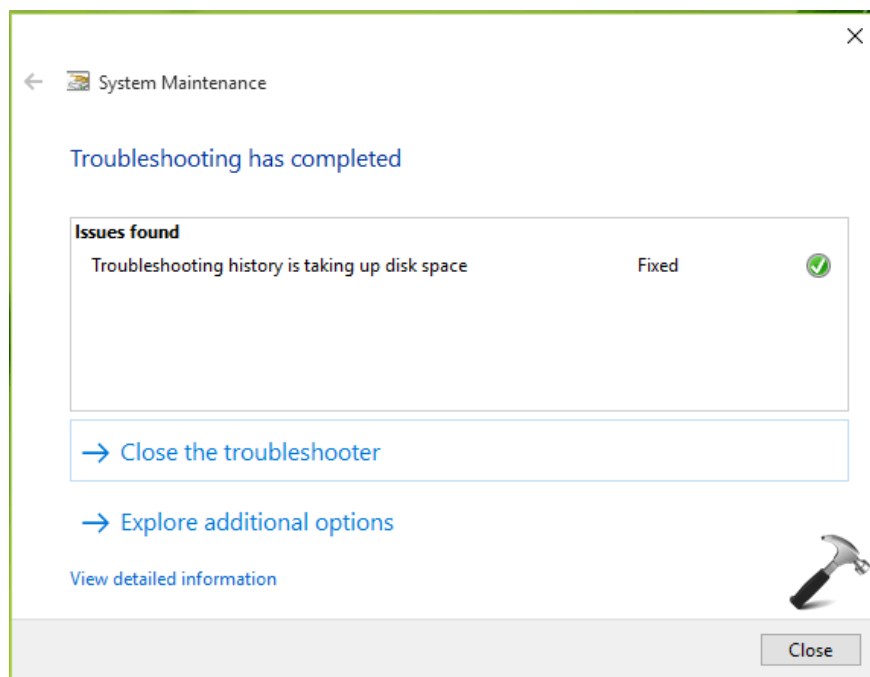 System Maintenance
Troubleshooting has completed
Issues found
Troubleshooting history is taking up disk space Fixed
Close the troubleshooter
Explore additional options
View detailed information
Close